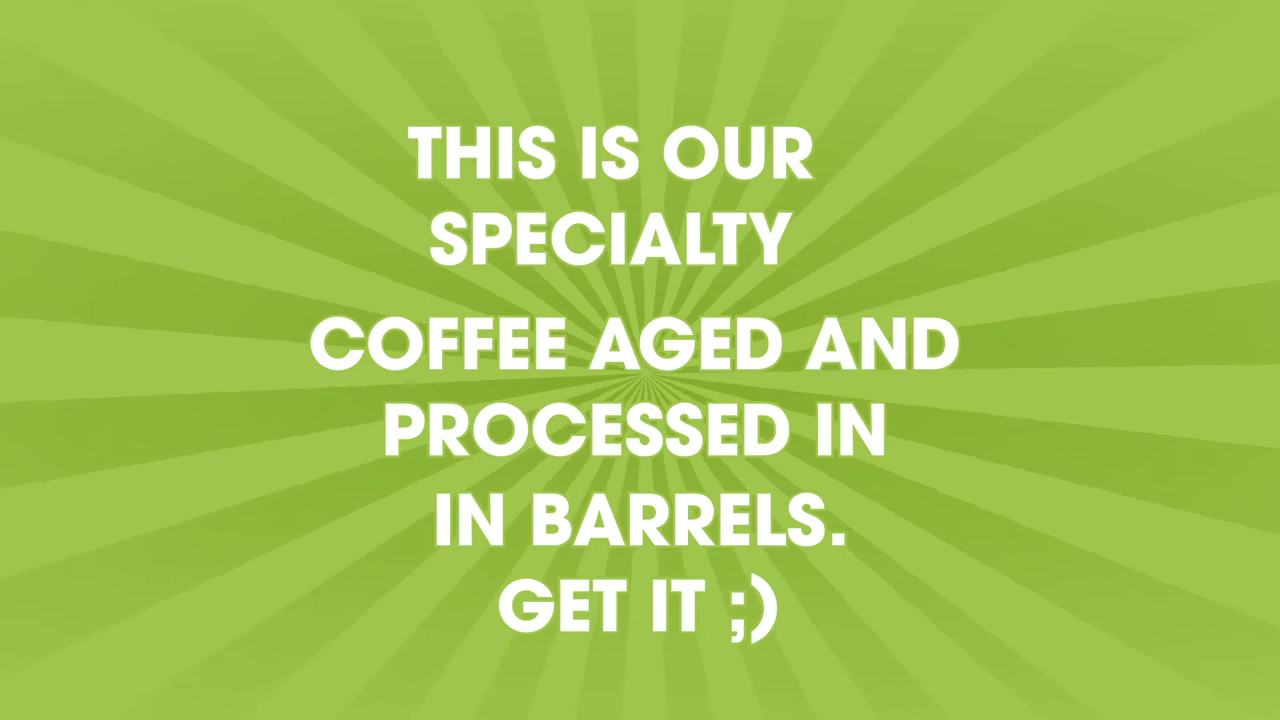 THIS IS OUR
SPECIALTY
COFFEE AGED AND
PROCESSED IN
IN BARRELS.
GET IT ;)